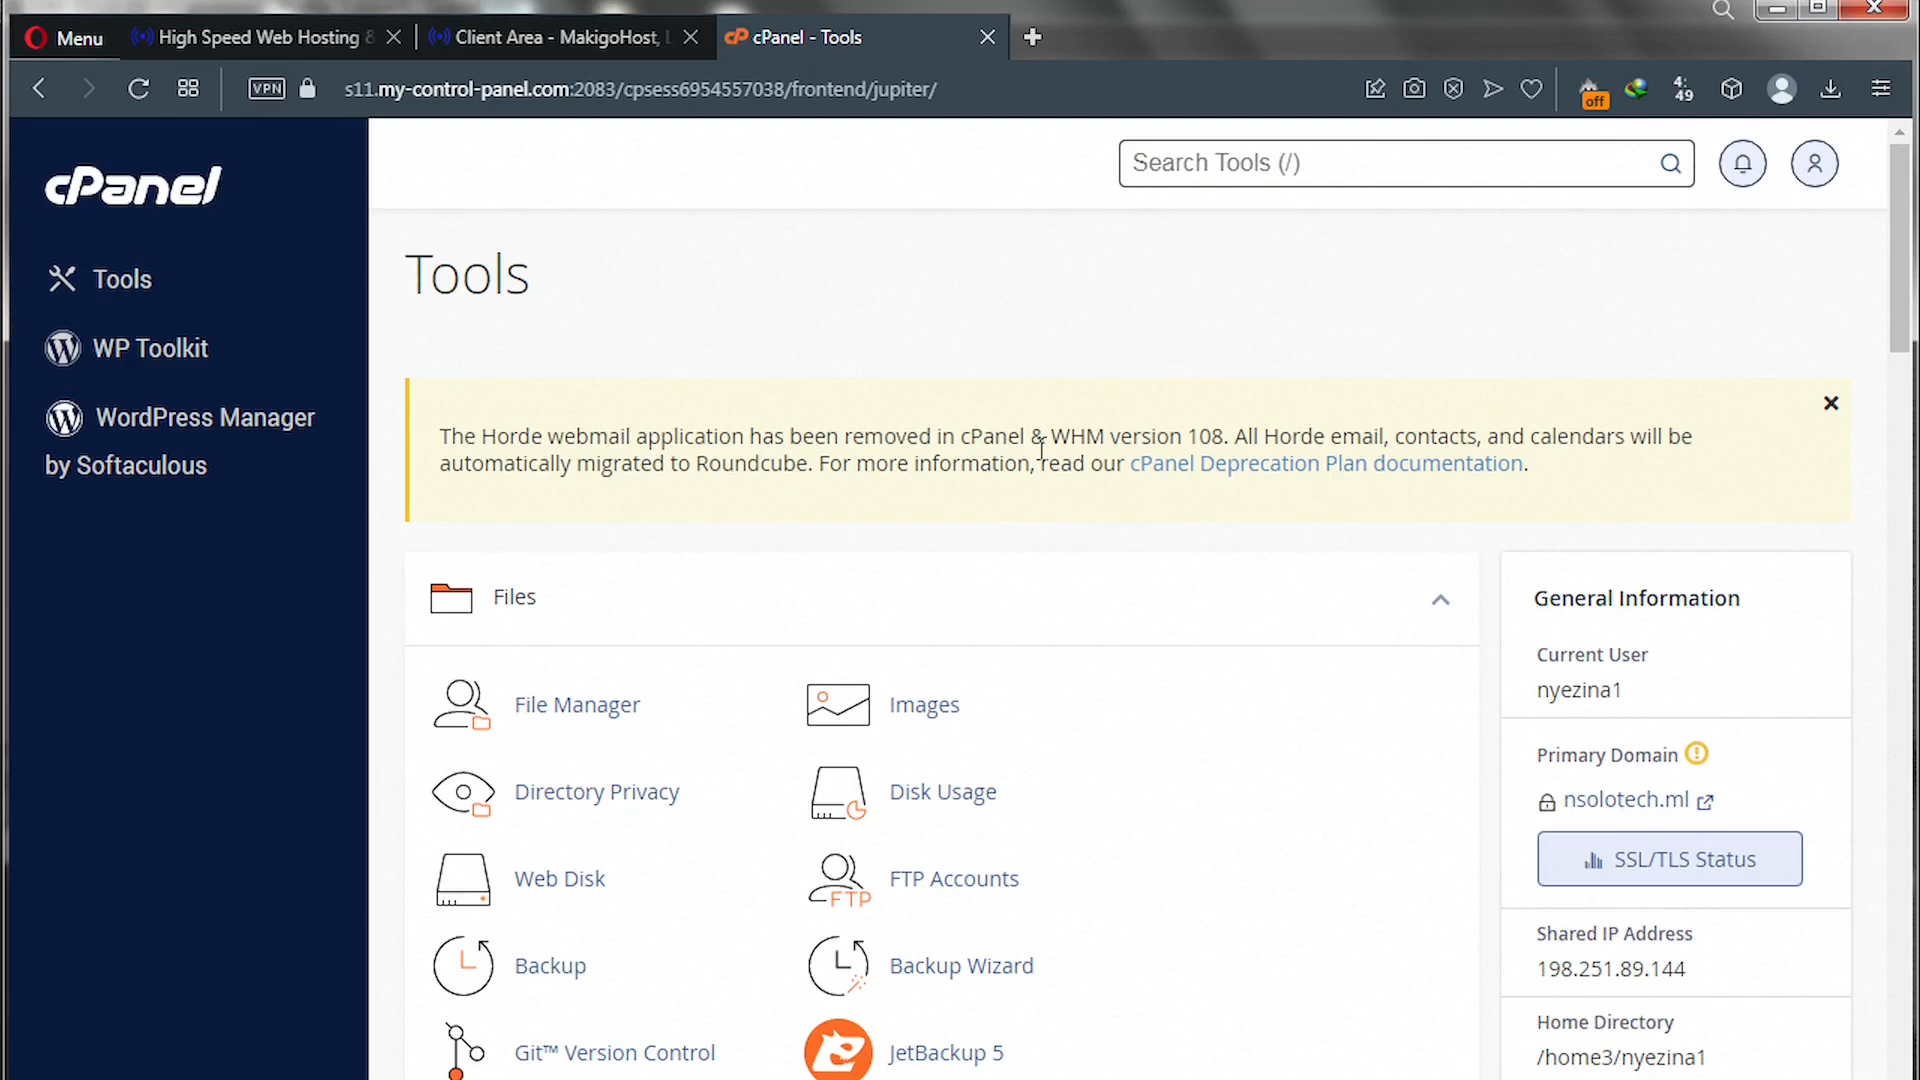 Menu
High Speed Web Hosting &
Client Area - MakigoHost, L
cP cPanel - Tools
VPN
s11.my-control-panel.com:2083/cpsess6954557038/frontend/jupiter/
off
4:
49
cPanel
Search Tools (/)
Tools
WP Toolkit
WordPress Manager
by Softaculous
Tools
The Horde webmail application has been removed in cPanel & WHM version 108. All Horde email, contacts, and calendars will be
automatically migrated to Roundcube. For more information, read our cPanel Deprecation Plan documentation.
Files
File Manager
Images
Directory Privacy
Disk Usage
Web Disk
FTP
FTP Accounts
Backup
Backup Wizard
Git™ Version Control
JetBackup 5
General Information
Current User
nyezina1
Primary Domain
nsolotech.ml
SSL/TLS Status
Shared IP Address
198.251.89.144
Home Directory
/home3/nyezina1